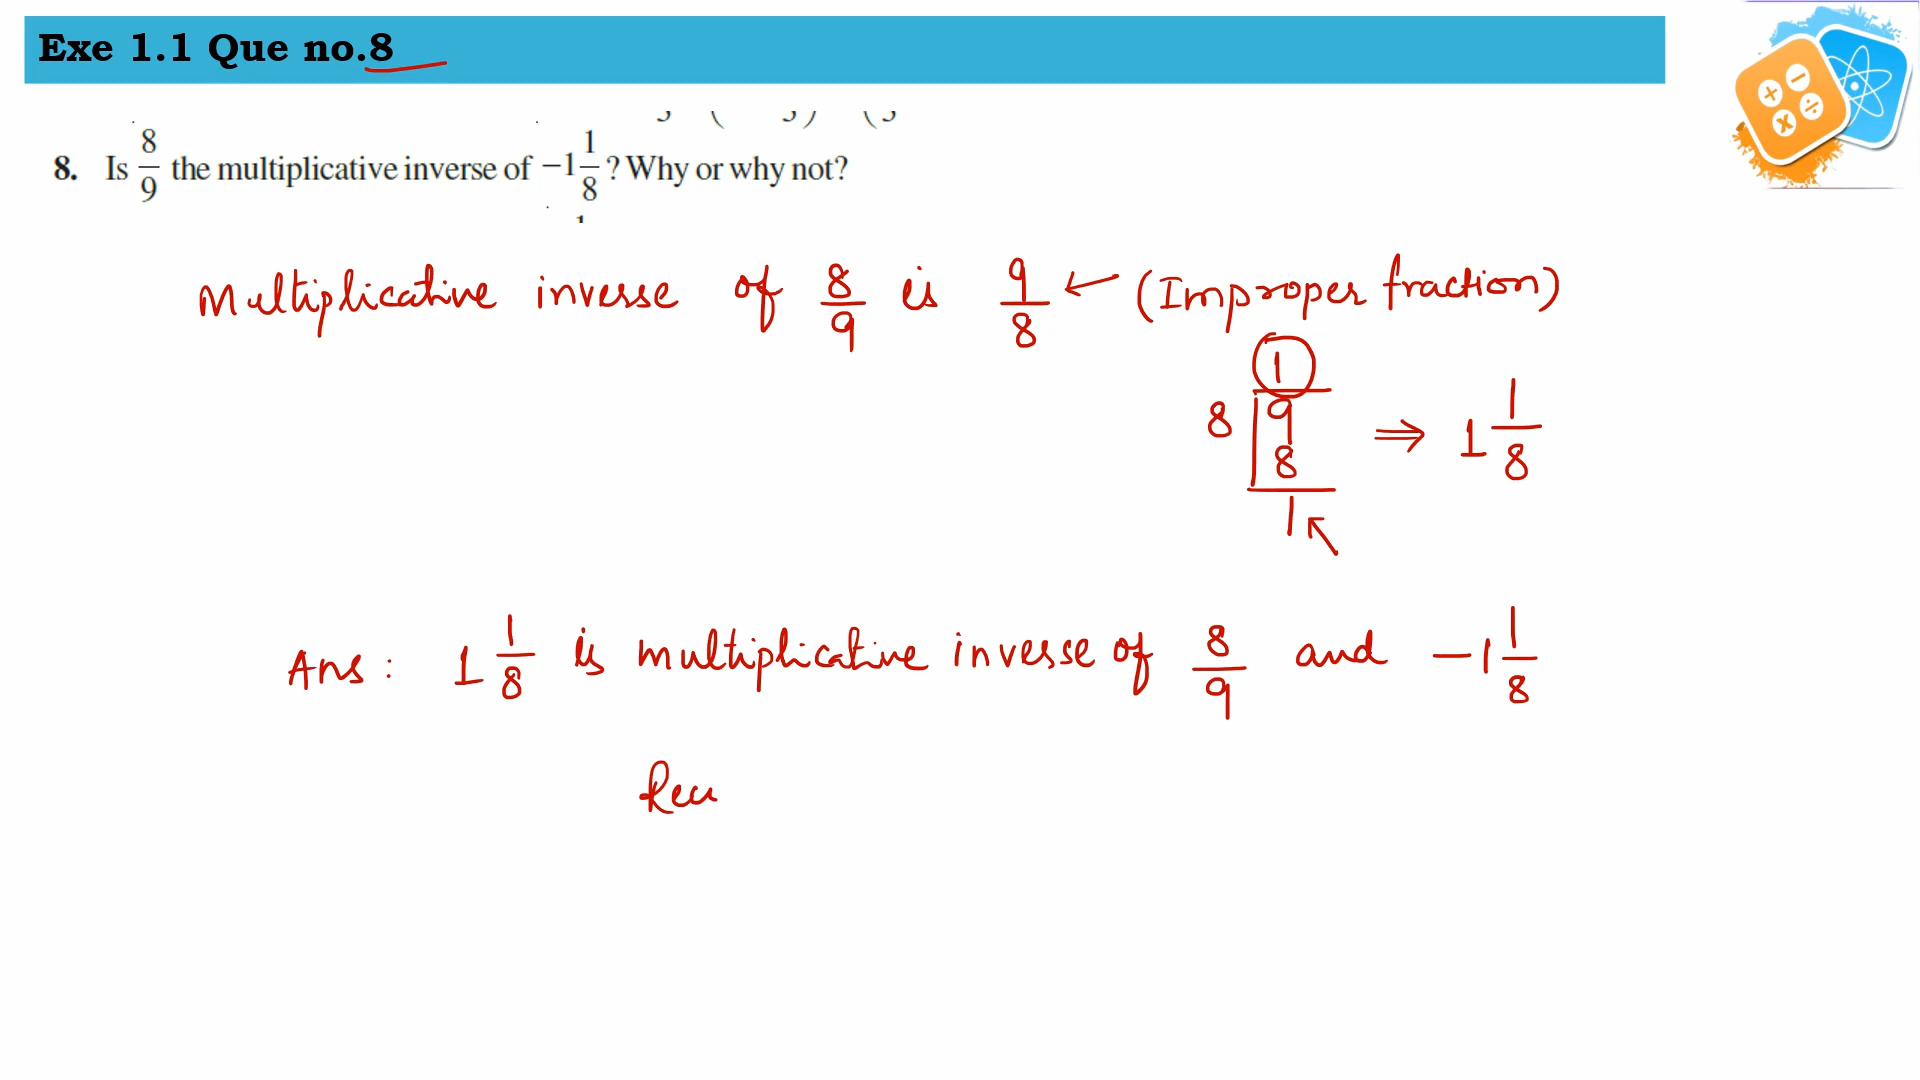 Exe 1.1 Que no.8
8. Is 8/9 the multiplicative inverse of −1 1/8 ? Why or why not?
Multiplicative inverse of 8/9 is 9/8 ← (Improper fraction)
1
8 9 ⇒ 1 1/8
8
1
Ans : 1 1/8 is multiplicative inverse of 8/9 and −1 1/8